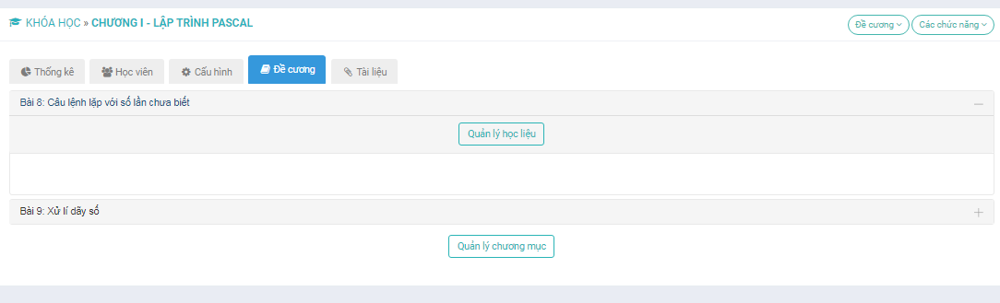 KHÓA HỌC » CHƯƠNG I - LẬP TRÌNH PASCAL
Đề cương
Các chức năng
Thống kê
Học viên
Cấu hình
Đề cương
Tài liệu
Bài 8: Câu lệnh lặp với số lần chưa biết
Quản lý học liệu
Bài 9: Xử lí dãy số
Quản lý chương mục